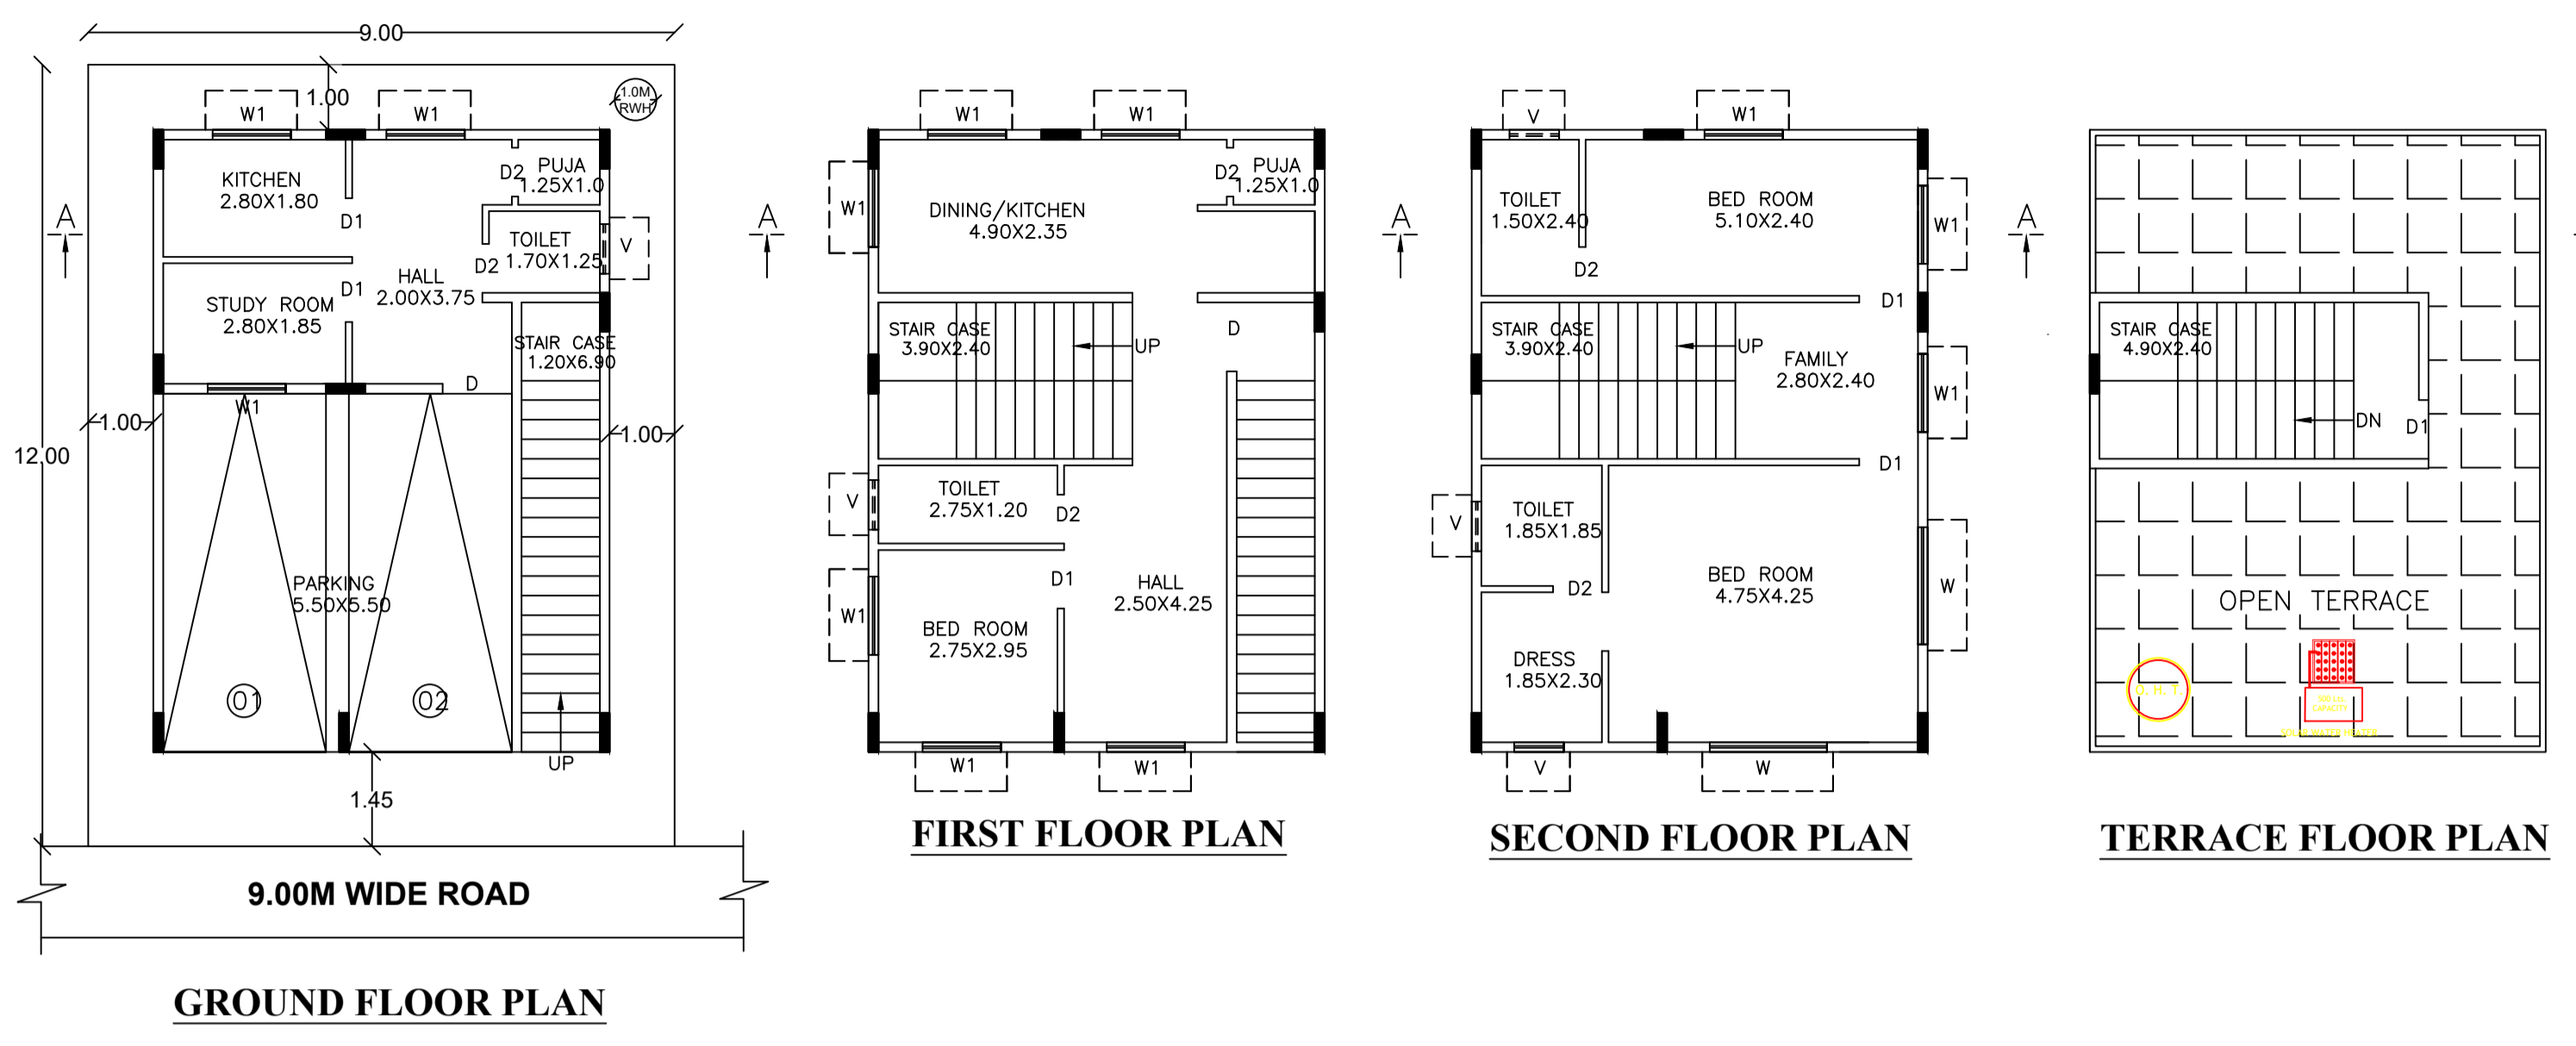 9.00
1.00
1.0M
RWH
W1
W1
KITCHEN
2.80X1.80
D1
D2
PUJA
1.25X1.0
A
TOILET
1.70X1.25
V
D2
HALL
2.00X3.75
D1
STUDY ROOM
2.80X1.85
STAIR CASE
1.20X6.90
D
W1
1.00
1.00
12.00
PARKING
5.50X5.50
01
02
UP
1.45
9.00M WIDE ROAD
GROUND FLOOR PLAN
W1
W1
A
W1
DINING/KITCHEN
4.90X2.35
D2
PUJA
1.25X1.0
STAIR CASE
3.90X2.40
UP
D
V
TOILET
2.75X1.20
D2
D1
W1
BED ROOM
2.75X2.95
HALL
2.50X4.25
W1
W1
FIRST FLOOR PLAN
V
W1
A
TOILET
1.50X2.40
D2
BED ROOM
5.10X2.40
W1
D1
STAIR CASE
3.90X2.40
UP
FAMILY
2.80X2.40
W1
D1
V
TOILET
1.85X1.85
D2
BED ROOM
4.75X4.25
W
DRESS
1.85X2.30
V
W
SECOND FLOOR PLAN
A
STAIR CASE
4.90X2.40
DN
D1
OPEN TERRACE
O. H. T.
CAPACITY
SOLAR WATER HEATER
TERRACE FLOOR PLAN